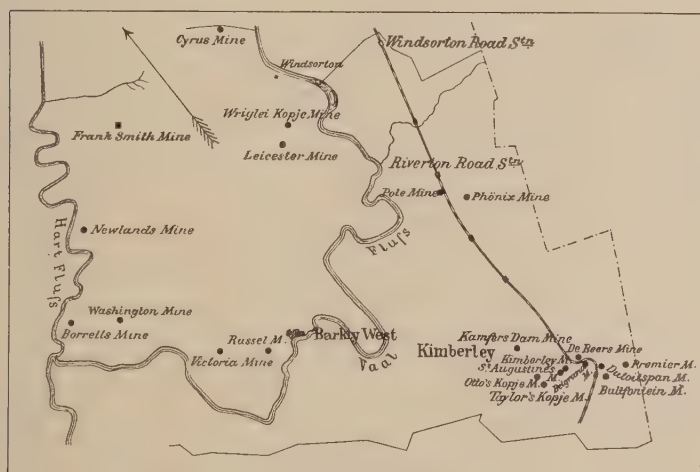 Cyrus Mine
Windsorton Road Stn
Windsorton
Wriglei Kopje Mine
Frank Smith Mine
Leicester Mine
Riverton Road Stn
Pole Mine
Phönix Mine
Newlands Mine
Hart Fluſs
Fluſs
Washington Mine
Borrells Mine
Russel M.
Barkly West
Victoria Mine
Vaal
Kimberley
Kamfers Dam Mine
De Beers Mine
Kimberley M.
St Augustines
M.
Belgrand
M.
Premier M.
Dutoitspan M.
Otto's Kopje M.
Bultfontein M.
Taylor's Kopje M.